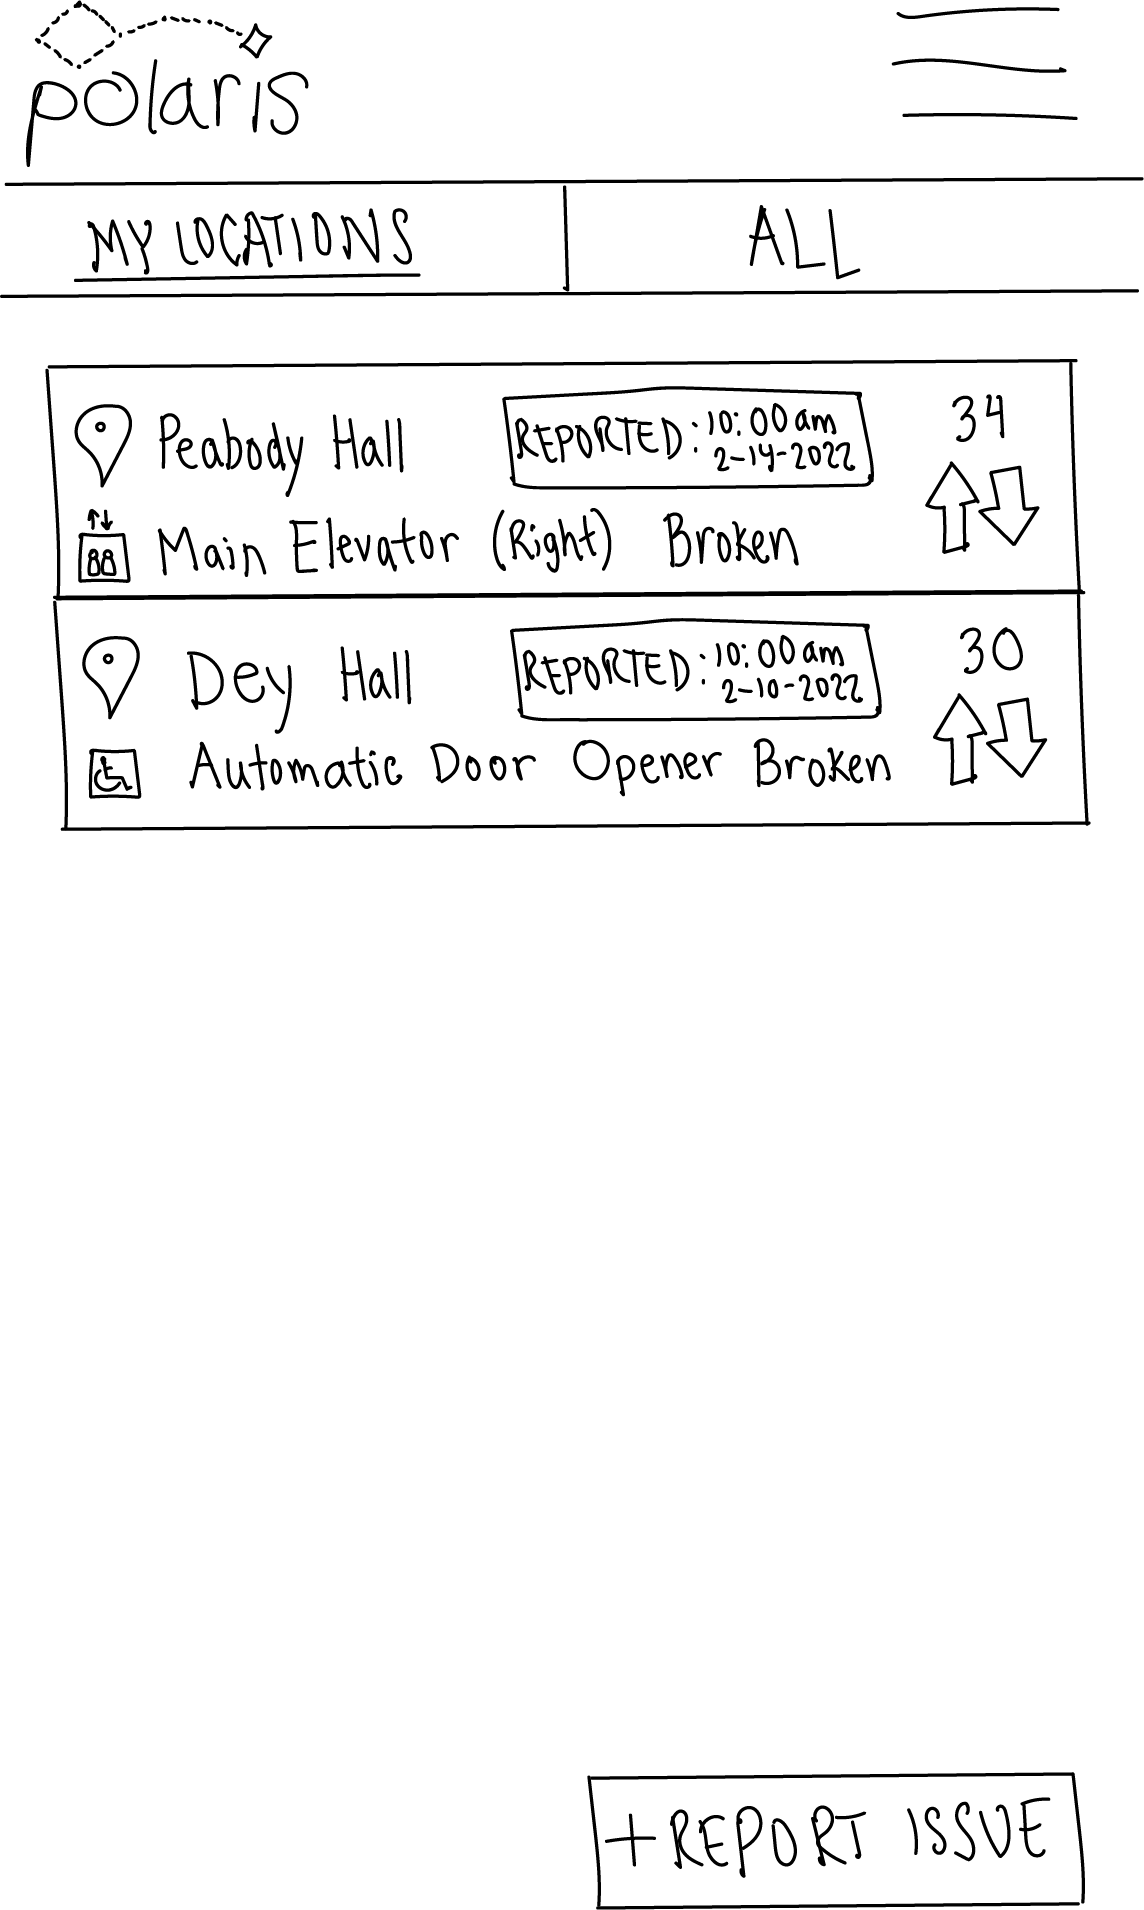 polaris
MY LOCATIONS
ALL
Peabody Hall
REPORTED: 10:00 am
2-14-2022
34
Main Elevator (Right) Broken
Dey Hall
REPORTED: 10:00 am
2-10-2022
30
Automatic Door Opener Broken
+REPORT ISSUE